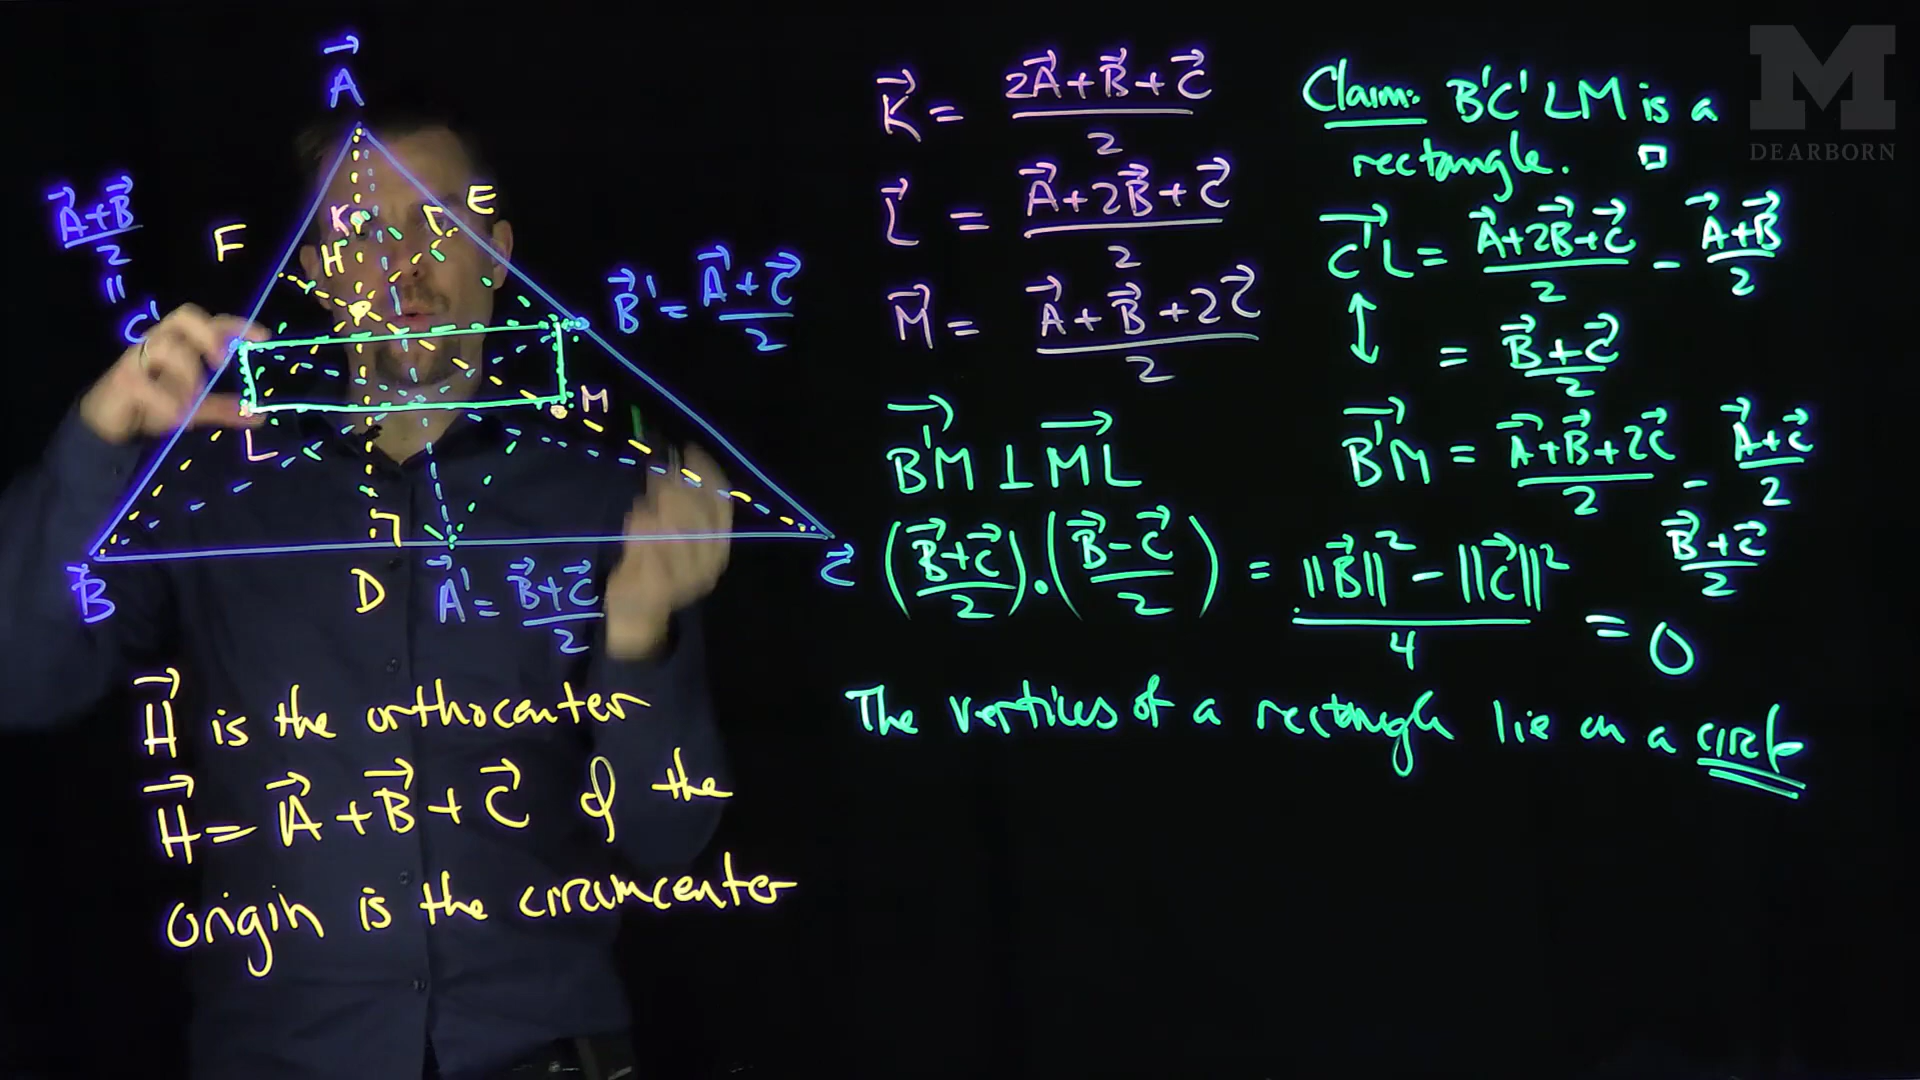 A⃗
(A⃗+B⃗)/2
=
C'
F
K
H
E
B⃗' = (A⃗+C⃗)/2
L
M
B⃗
D
A⃗' = (B⃗+C⃗)/2
C⃗
H⃗ is the orthocenter
H⃗ = A⃗ + B⃗ + C⃗ & the
origin is the circumcenter
K⃗ = (2A⃗+B⃗+C⃗)/2
L⃗ = (A⃗+2B⃗+C⃗)/2
M⃗ = (A⃗+B⃗+2C⃗)/2
B'M⃗ ⊥ ML⃗
((B⃗+C⃗)/2)·((B⃗-C⃗)/2) = (||B⃗||² - ||C⃗||²)/4 = 0
The vertices of a rectangle lie on a circle
Claim: B'C'LM is a
rectangle. □
C'L⃗ = (A⃗+2B⃗+C⃗)/2 - (A⃗+B⃗)/2
↕ = (B⃗+C⃗)/2
B'M⃗ = (A⃗+B⃗+2C⃗)/2 - (A⃗+C⃗)/2
(B⃗+C⃗)/2
M
DEARBORN